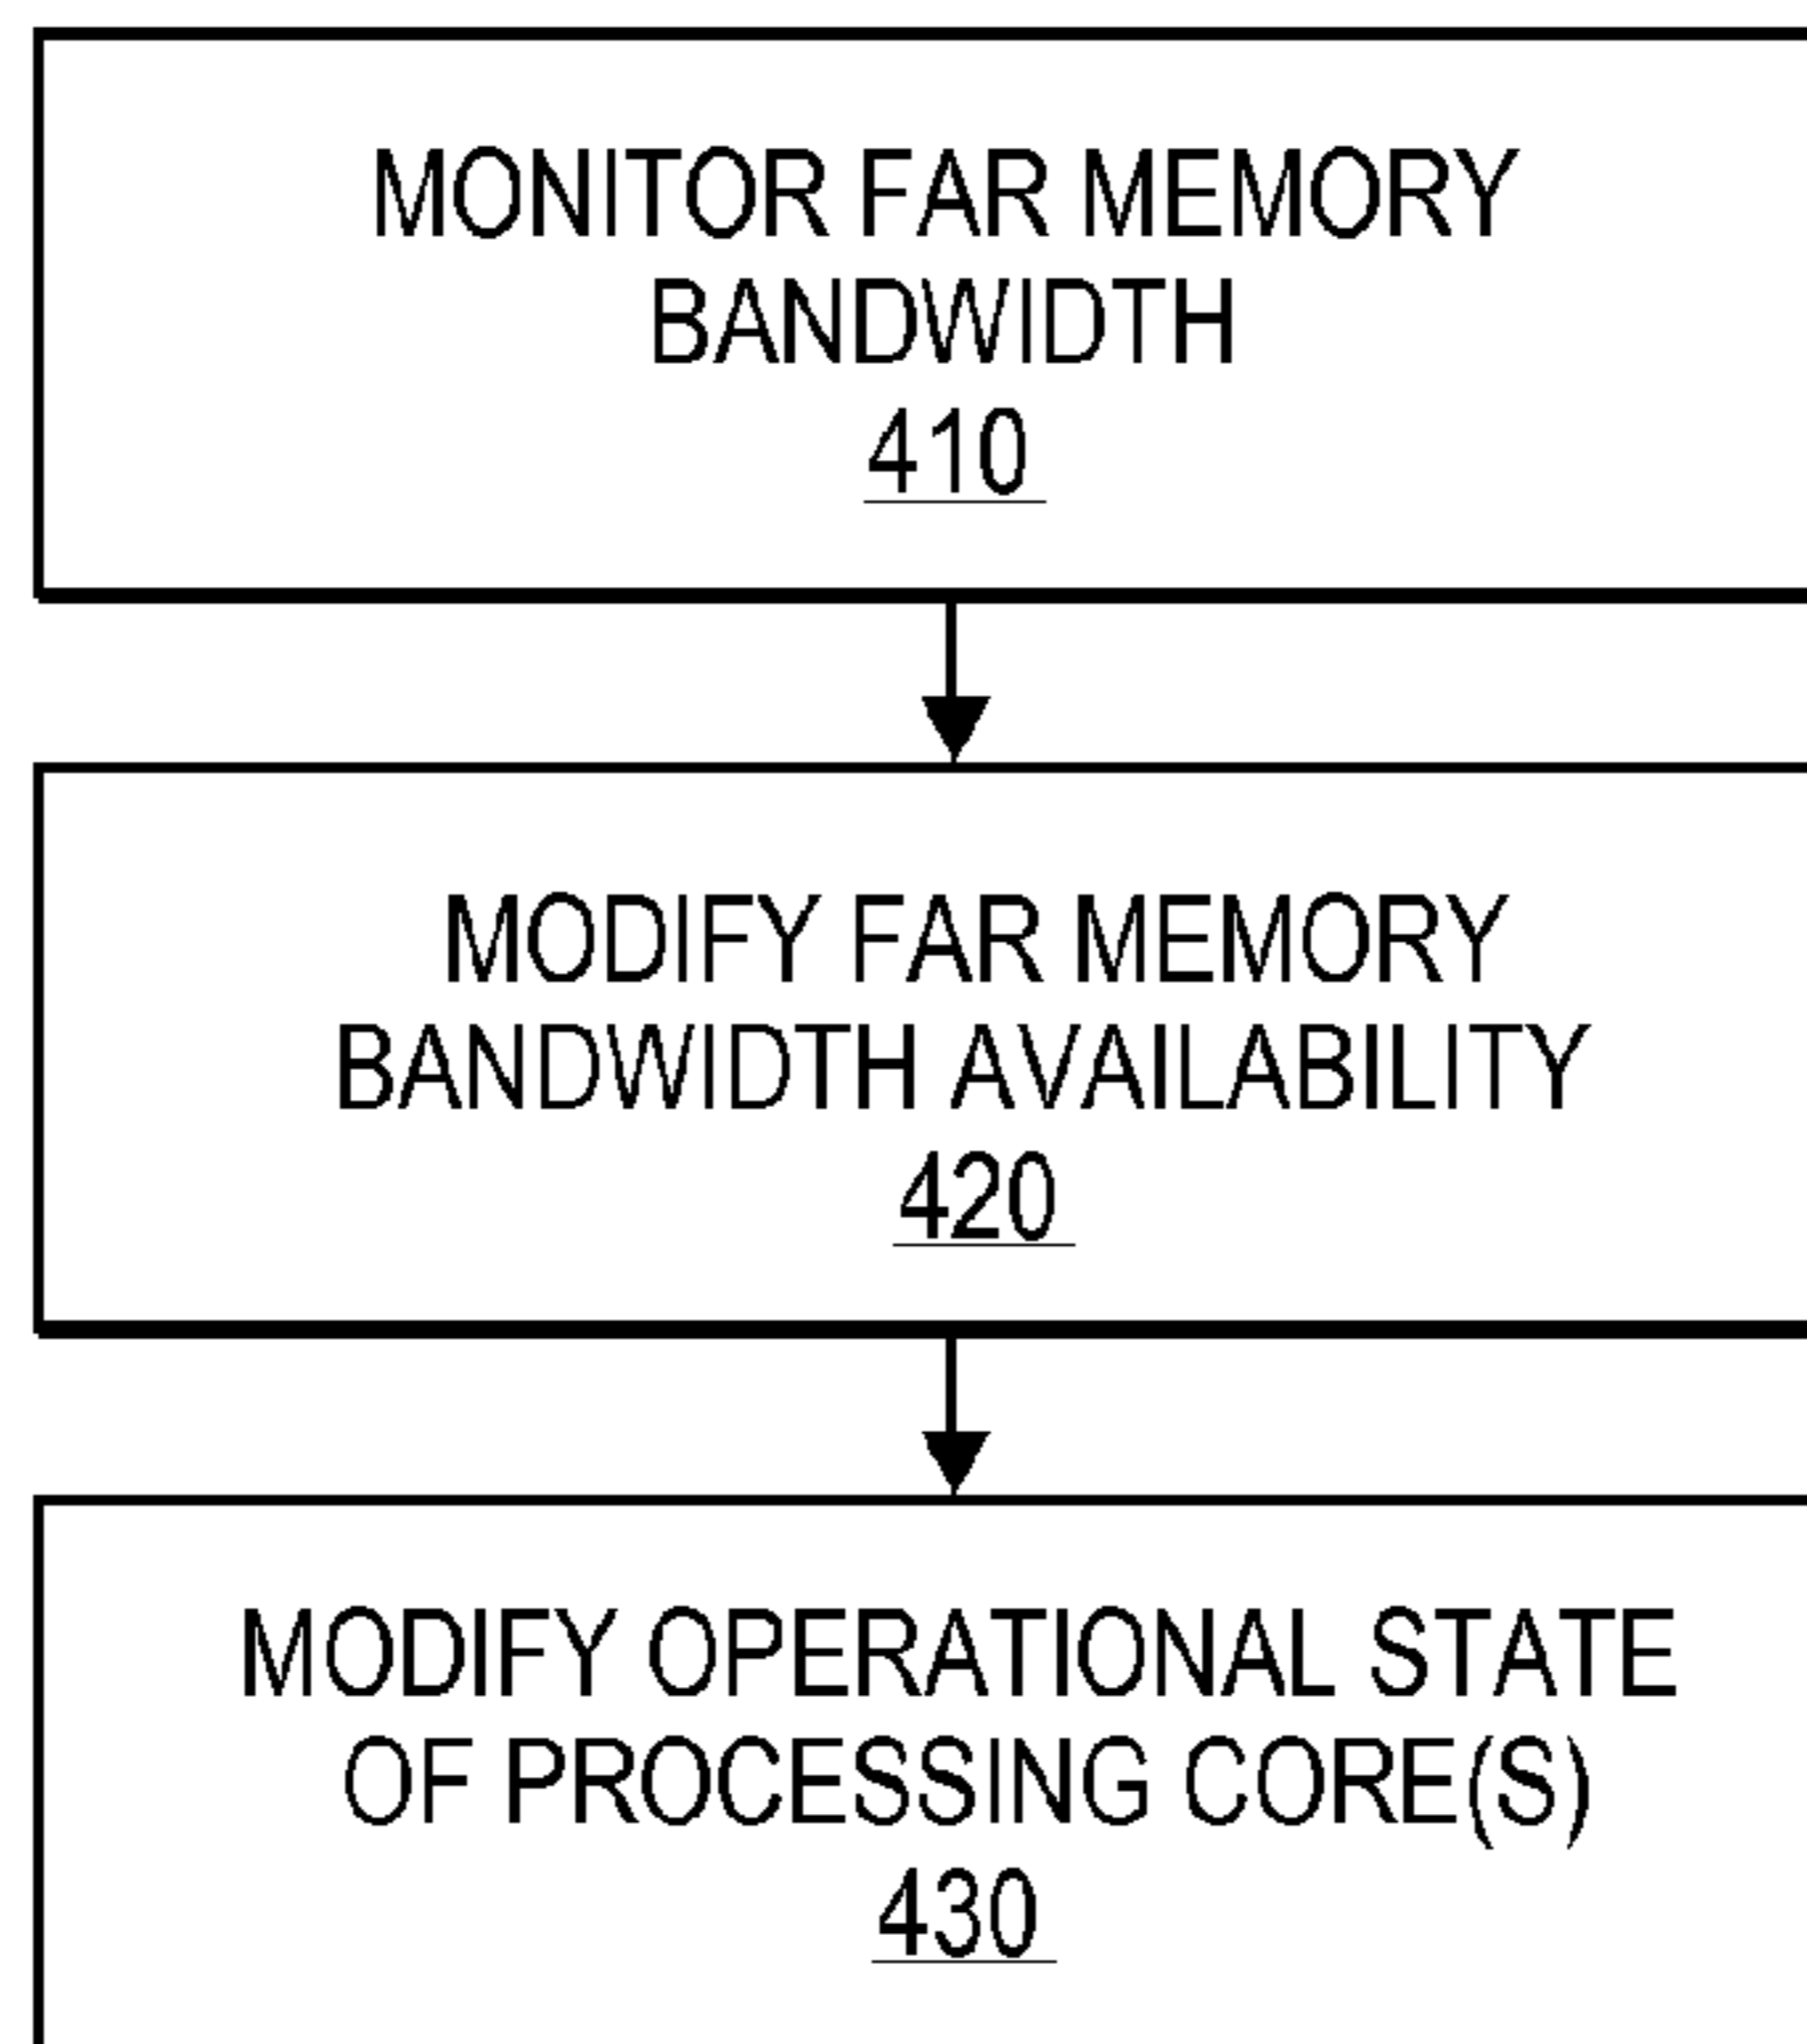 MONITOR FAR MEMORY
BANDWIDTH
410
MODIFY FAR MEMORY
BANDWIDTH AVAILABILITY
420
MODIFY OPERATIONAL STATE
OF PROCESSING CORE(S)
430